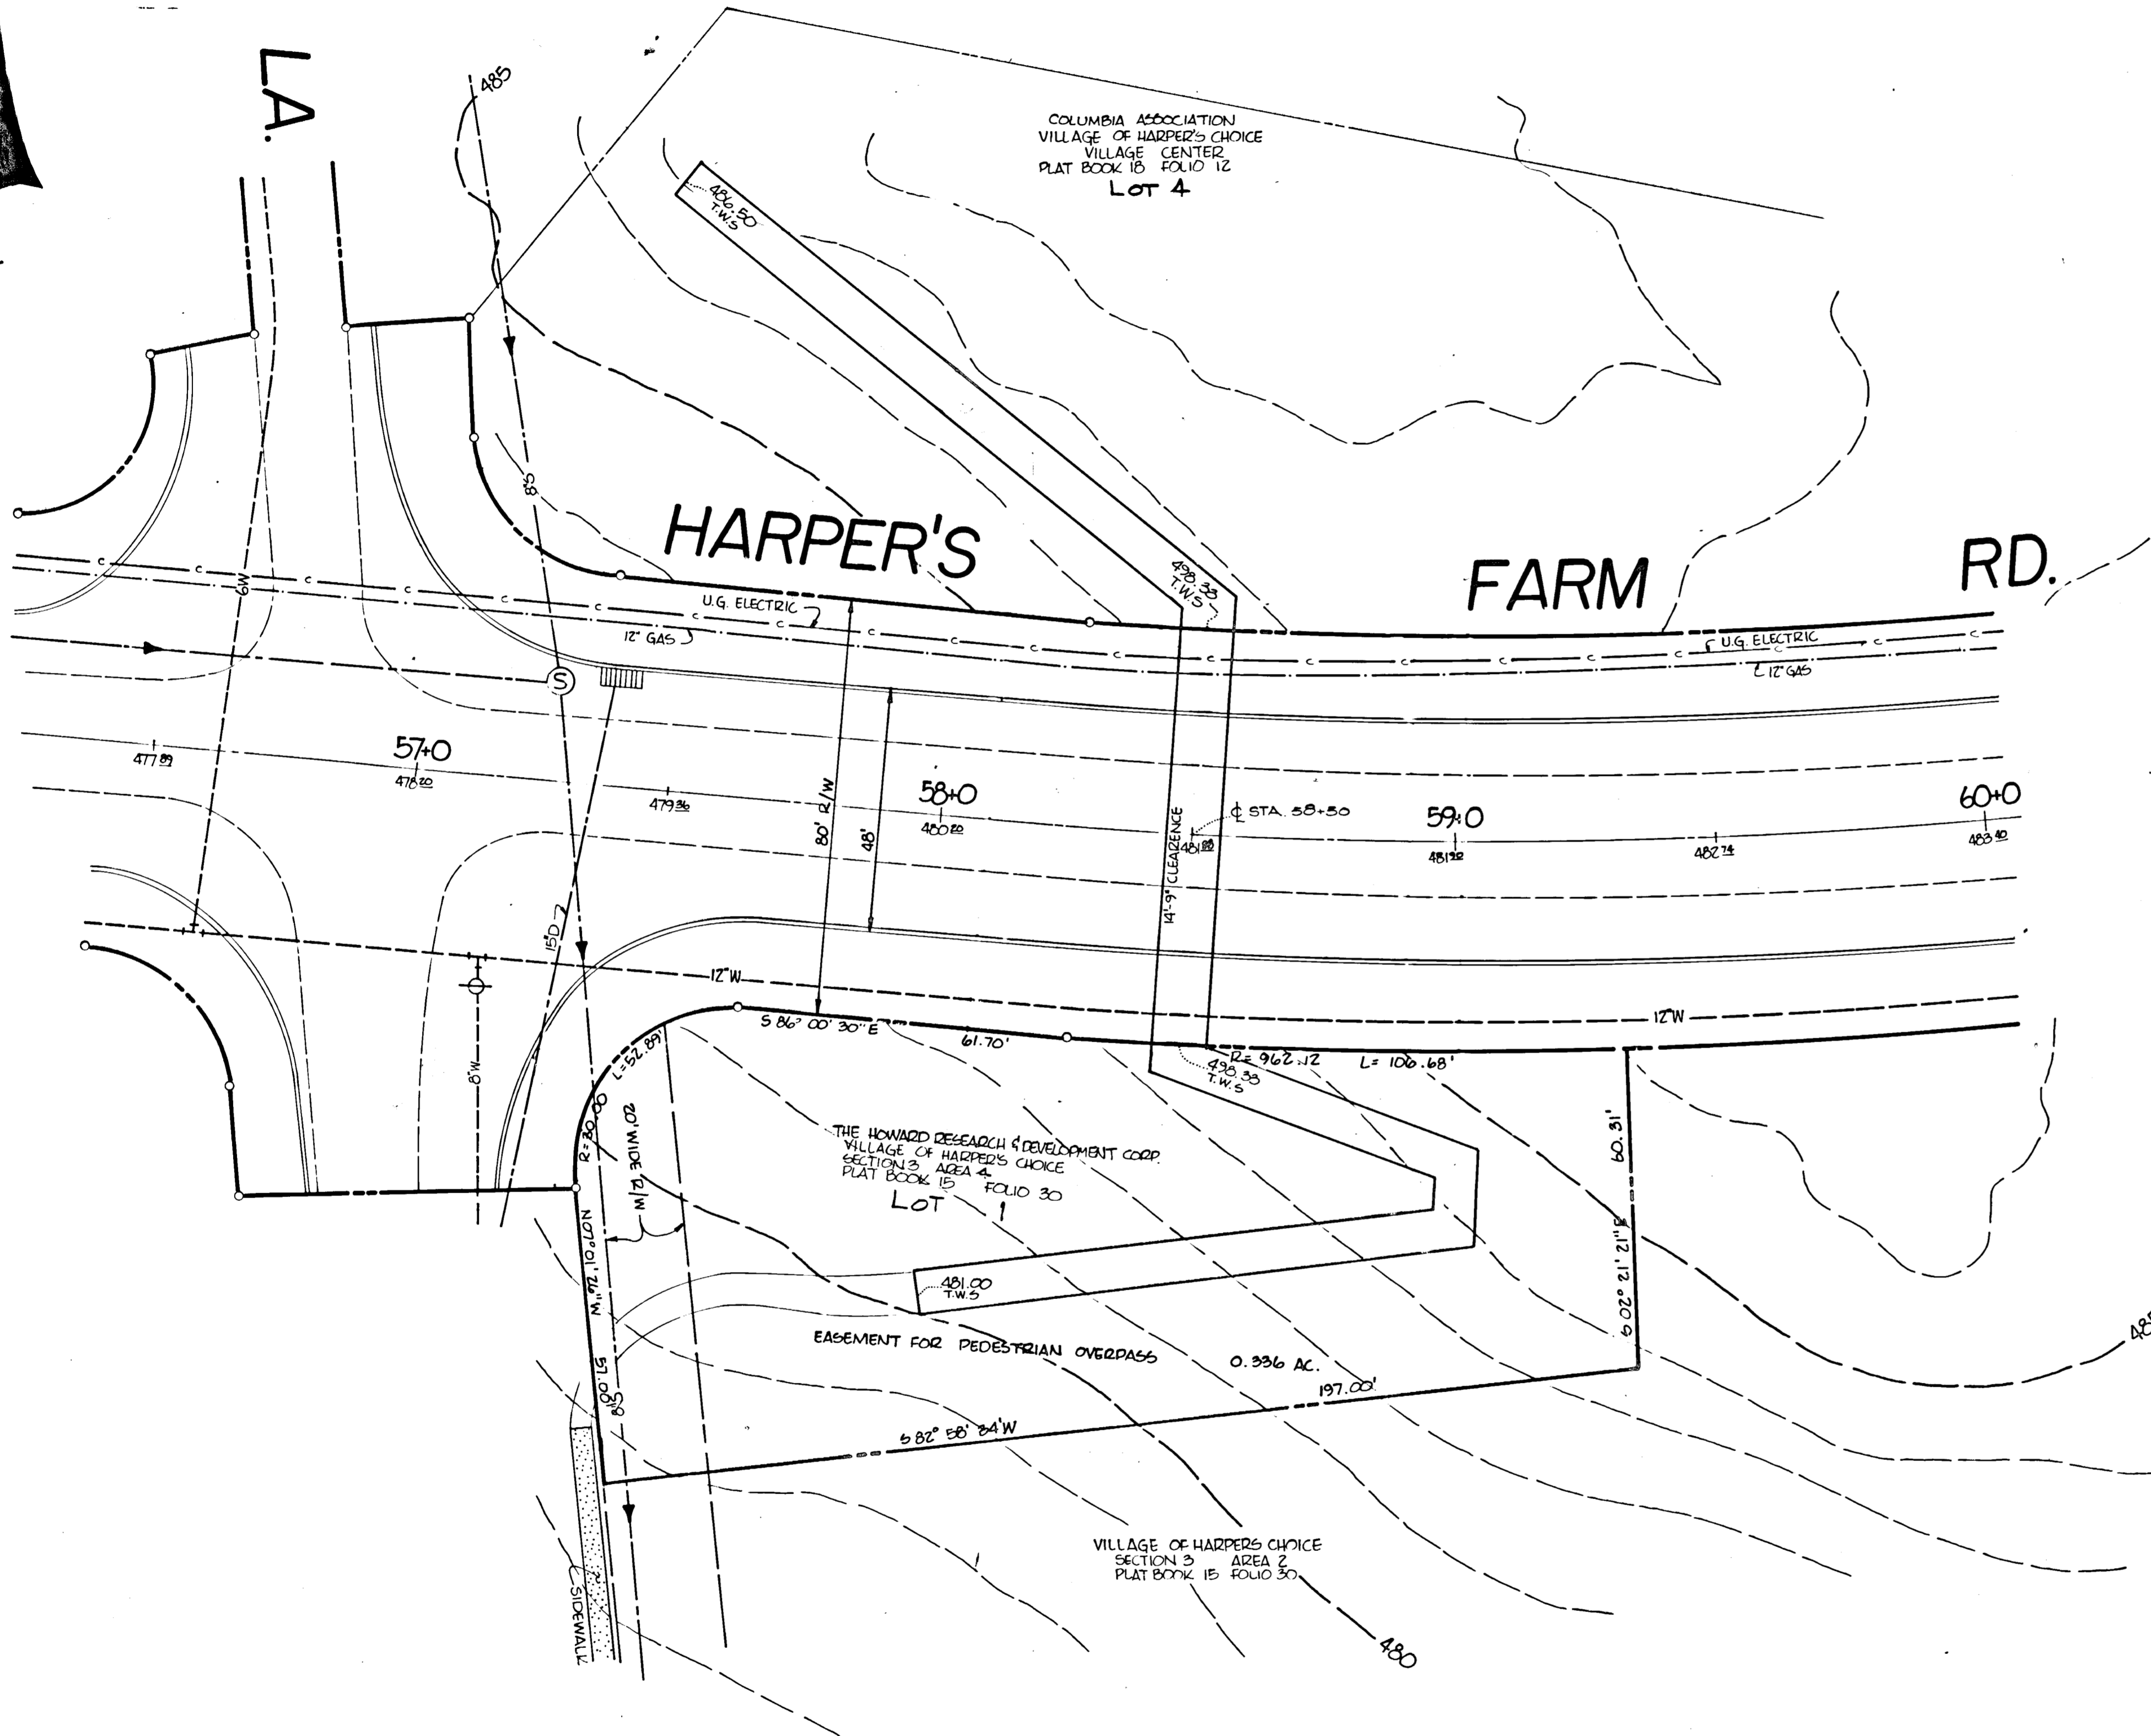 LA.
485
COLUMBIA ASSOCIATION
VILLAGE OF HARPER'S CHOICE
VILLAGE CENTER
PLAT BOOK 18 FOLIO 12
LOT 4
486.50
T.W.S
8"S
HARPER'S FARM RD.
498.33
T.W.S
6"W
U.G. ELECTRIC
12" GAS
U.G. ELECTRIC
12" GAS
S
57+0
58+0
59+0
60+0
477 89
478 20
479 36
480 20
481 92
482 74
483 40
℄ STA. 58+50
80' R/W
48'
14'-9" CLEARENCE
15"D
12"W
12"W
8"W
S 86° 00' 30" E
61.70'
R= 962.12
L= 106.68'
498.33
T.W.S
L=52.89'
R=30.00
20' WIDE R/W
THE HOWARD RESEARCH & DEVELOPMENT CORP.
VILLAGE OF HARPER'S CHOICE
SECTION 3 AREA 4
PLAT BOOK 15 FOLIO 30
LOT 1
60.31'
N 07° 01' 26" W
57.00'
8"S
481.00
T.W.S
EASEMENT FOR PEDESTRIAN OVERPASS
0.336 AC.
197.00'
S 82° 58' 34" W
VILLAGE OF HARPERS CHOICE
SECTION 3 AREA 2
PLAT BOOK 15 FOLIO 30
SIDEWALK
480